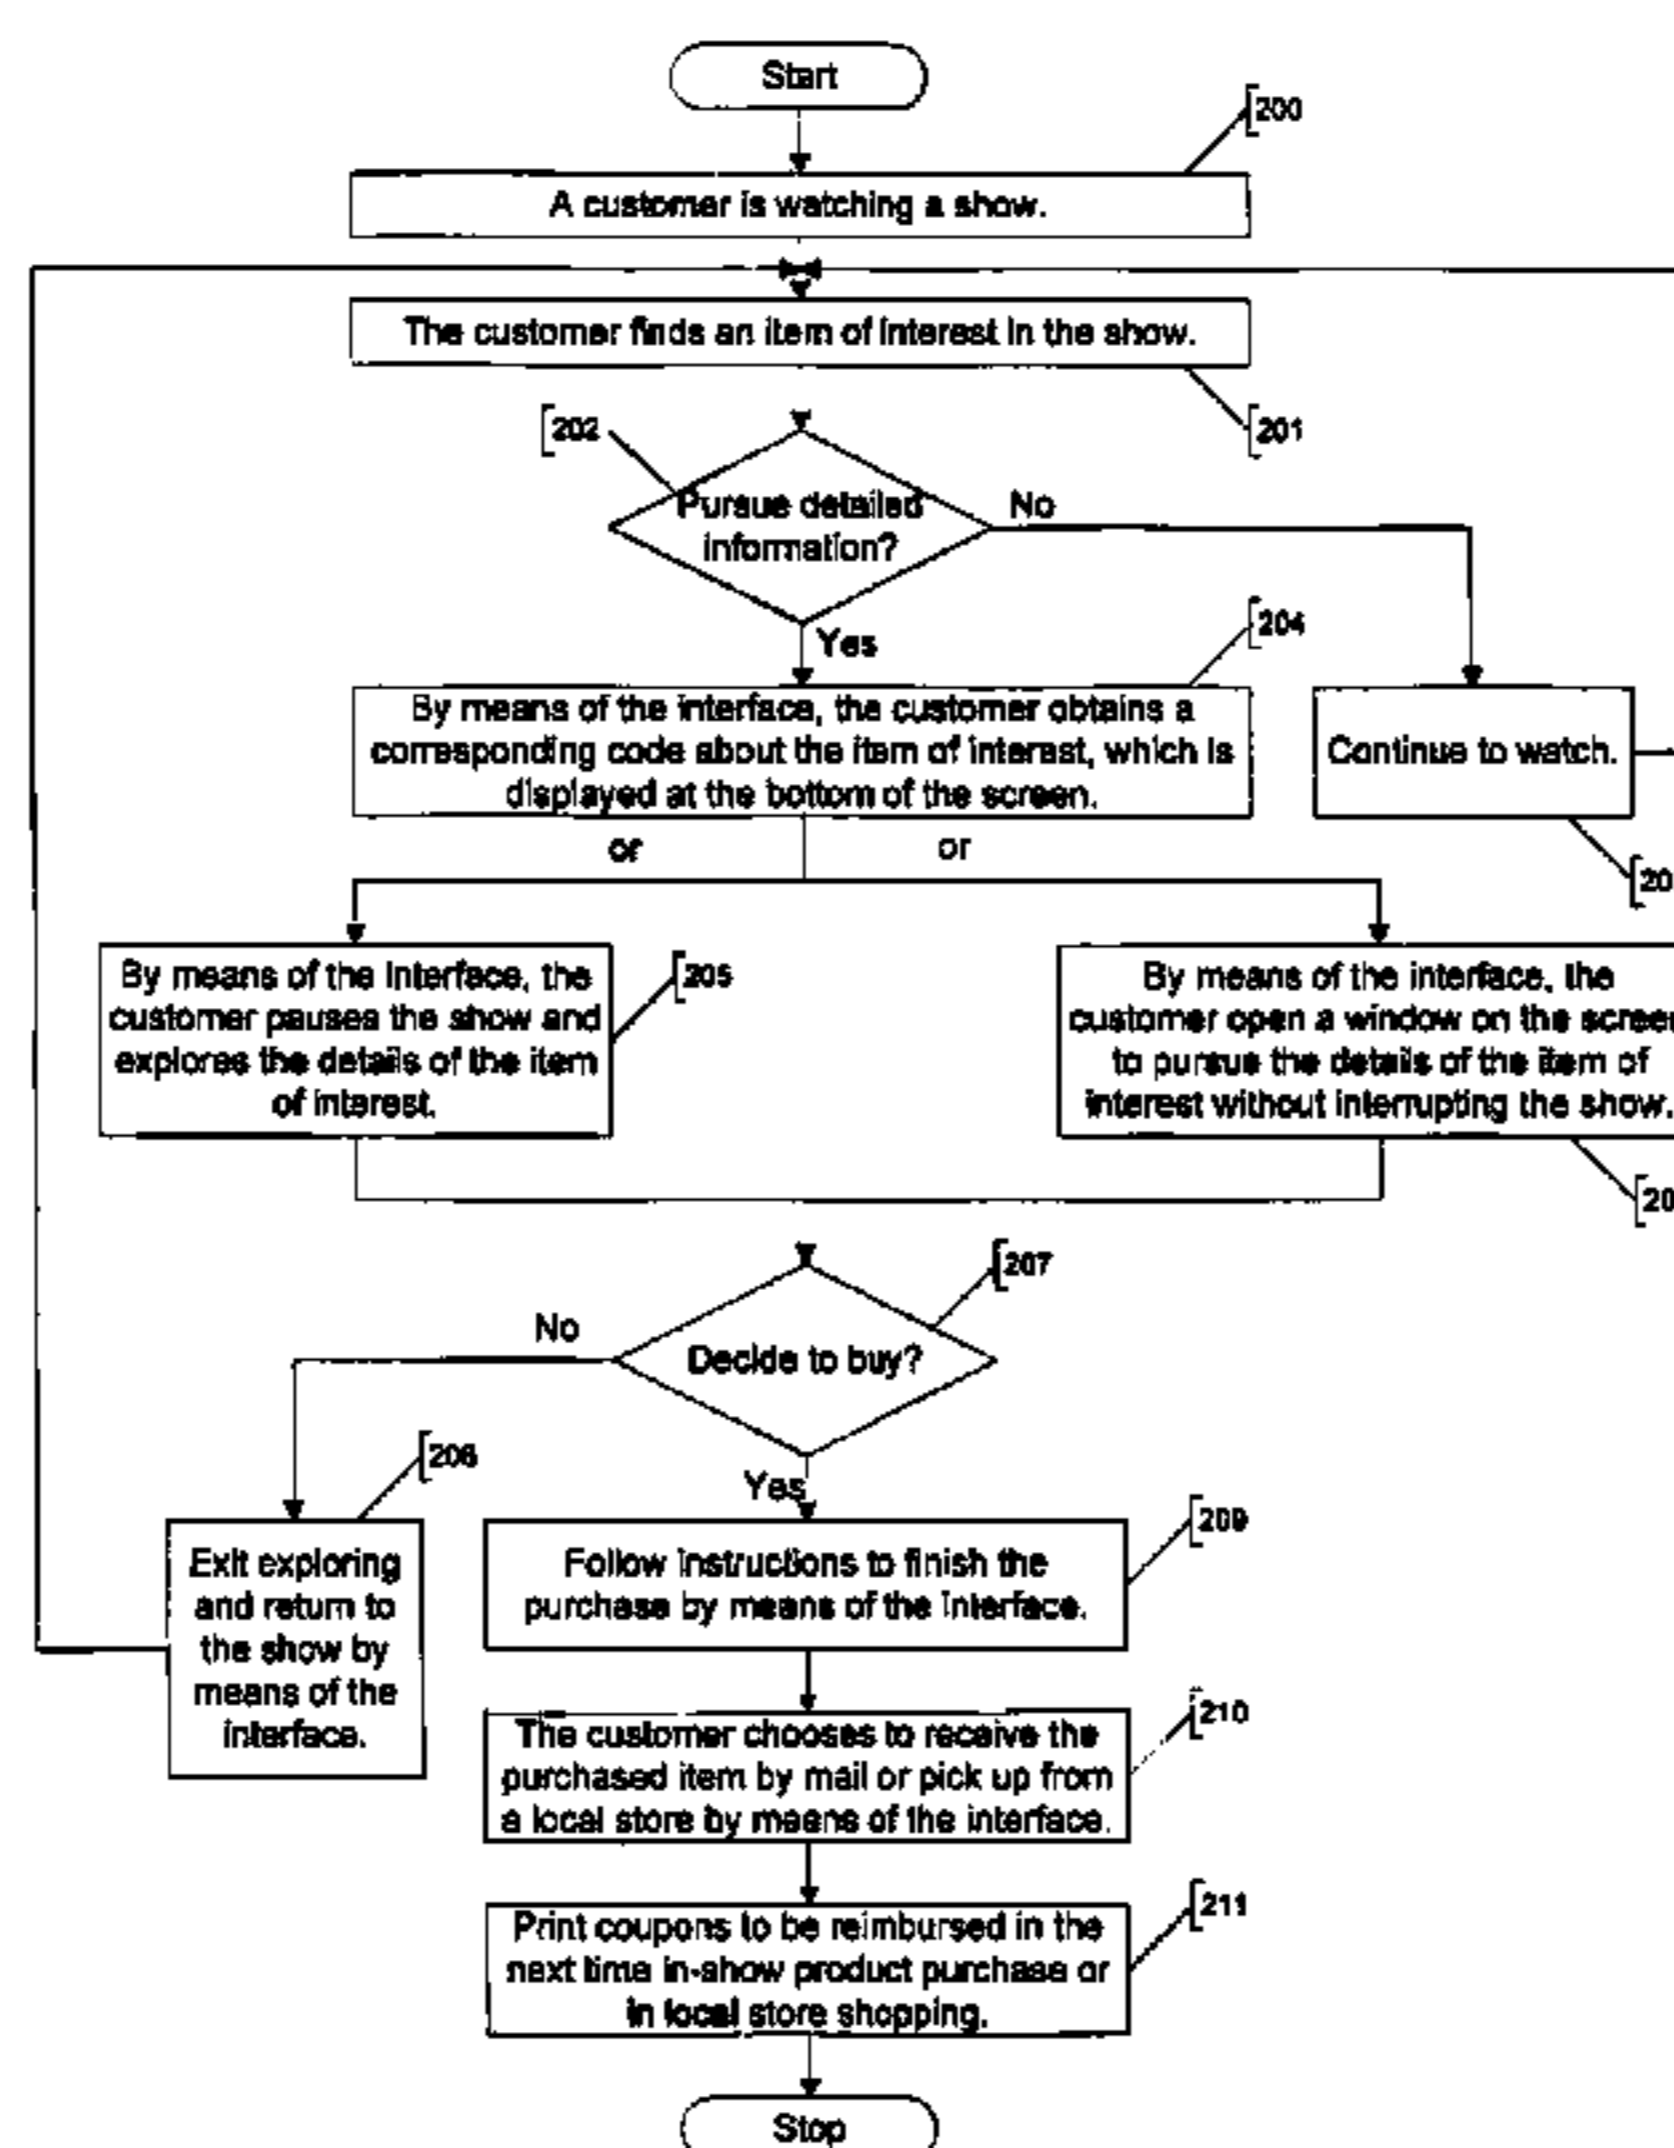 Start
200
A customer is watching a show.
The customer finds an item of interest in the show.
201
202
Pursue detailed
information?
No
Yes
204
By means of the interface, the customer obtains a
corresponding code about the item of interest, which is
displayed at the bottom of the screen.
Continue to watch.
20
or
or
By means of the interface, the
customer pauses the show and
explores the details of the item
of interest.
205
By means of the interface, the
customer open a window on the screen
to pursue the details of the item of
interest without interrupting the show.
20
207
Decide to buy?
No
Yes
208
Exit exploring
and return to
the show by
means of the
interface.
209
Follow instructions to finish the
purchase by means of the interface.
210
The customer chooses to receive the
purchased item by mail or pick up from
a local store by means of the interface.
211
Print coupons to be reimbursed in the
next time in-show product purchase or
in local store shopping.
Stop